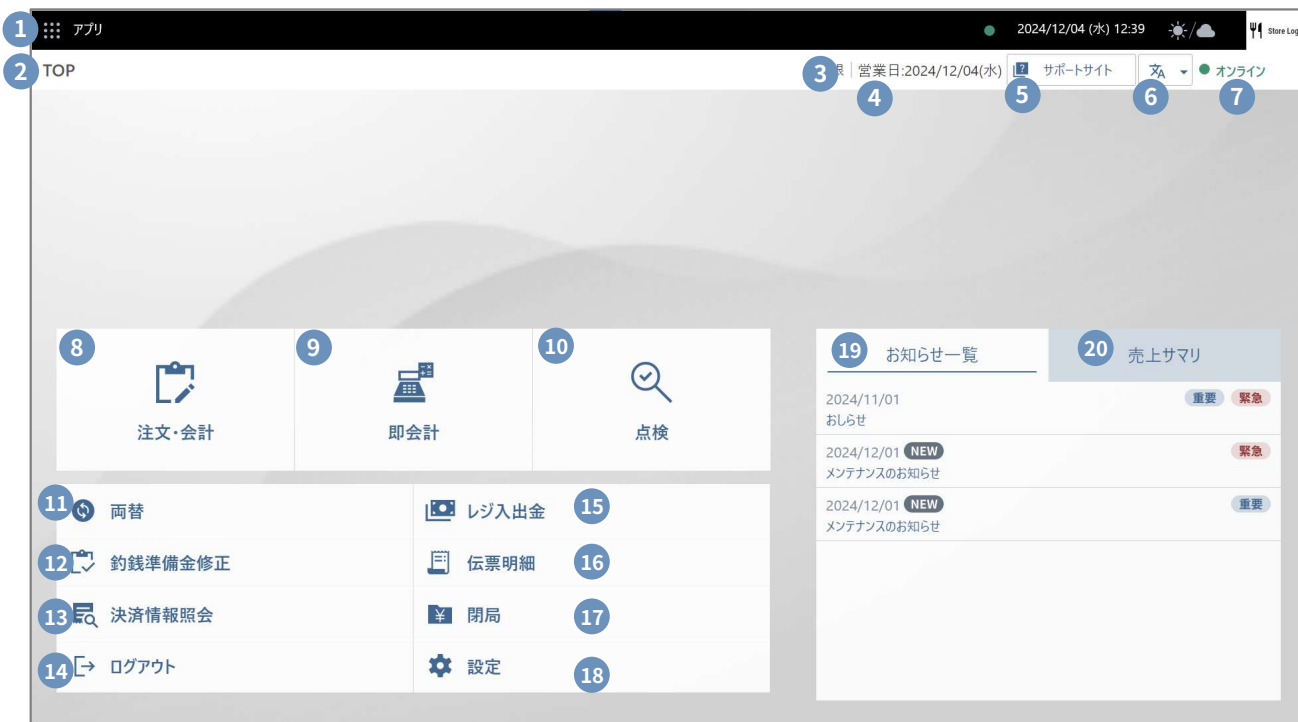 1 アプリ 2024/12/04 (水) 12:39 Store Log
2 TOP 3 限 営業日:2024/12/04(水) サポートサイト オンライン
4 5 6 7
8 9 10
注文・会計 即会計 点検
11 両替 レジ入出金 15
12 釣銭準備金修正 伝票明細 16
13 決済情報照会 閉局 17
14 ログアウト 設定 18
19 お知らせ一覧 20 売上サマリ
2024/11/01 重要 緊急
おしらせ
2024/12/01 NEW 緊急
メンテナンスのお知らせ
2024/12/01 NEW 重要
メンテナンスのお知らせ